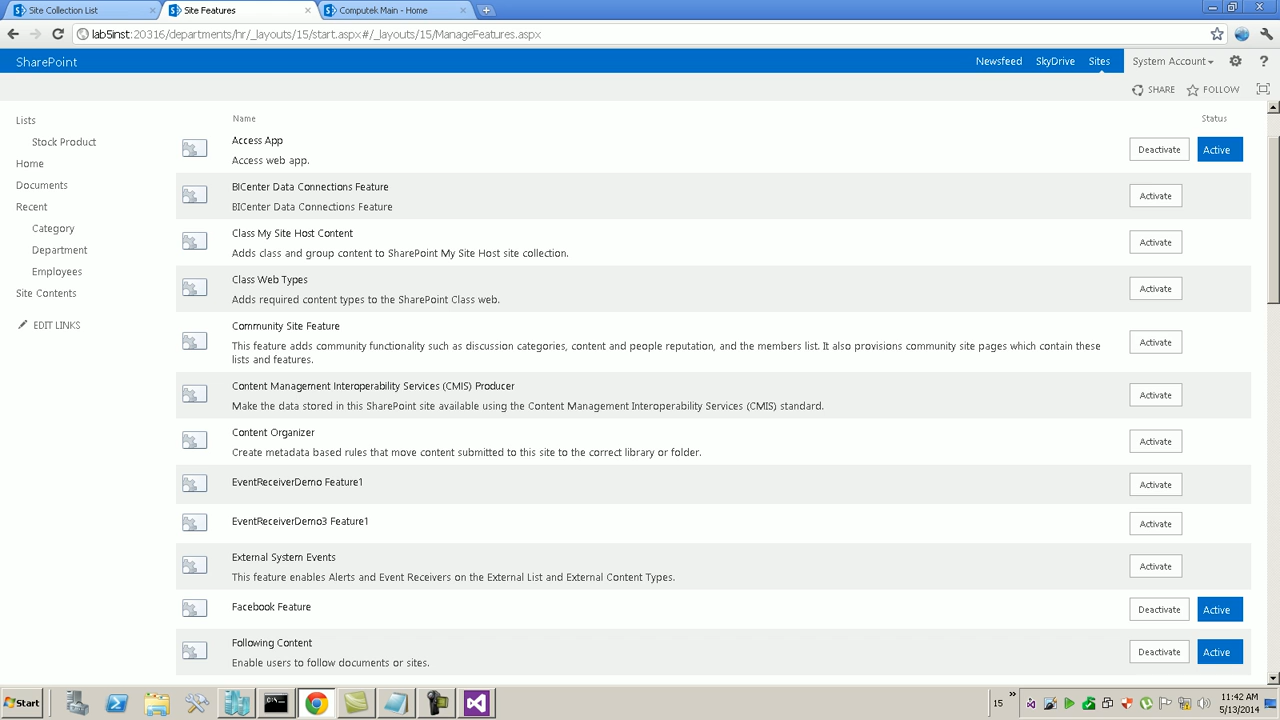 Site Collection List
Site Features
Computek Main - Home
lab5inst:20316/departments/hr/_layouts/15/start.aspx#/_layouts/15/ManageFeatures.aspx
SharePoint
Newsfeed
SkyDrive
Sites
System Account
?
SHARE
FOLLOW
Lists
Stock Product
Home
Documents
Recent
Category
Department
Employees
Site Contents
EDIT LINKS
Name
Status
Access App
Access web app.
Deactivate
Active
BICenter Data Connections Feature
BICenter Data Connections Feature
Activate
Class My Site Host Content
Adds class and group content to SharePoint My Site Host site collection.
Activate
Class Web Types
Adds required content types to the SharePoint Class web.
Activate
Community Site Feature
This feature adds community functionality such as discussion categories, content and people reputation, and the members list. It also provisions community site pages which contain these
lists and features.
Activate
Content Management Interoperability Services (CMIS) Producer
Make the data stored in this SharePoint site available using the Content Management Interoperability Services (CMIS) standard.
Activate
Content Organizer
Create metadata based rules that move content submitted to this site to the correct library or folder.
Activate
EventReceiverDemo Feature1
Activate
EventReceiverDemo3 Feature1
Activate
External System Events
This feature enables Alerts and Event Receivers on the External List and External Content Types.
Activate
Facebook Feature
Deactivate
Active
Following Content
Enable users to follow documents or sites.
Deactivate
Active
Start
15
11:42 AM
5/13/2014